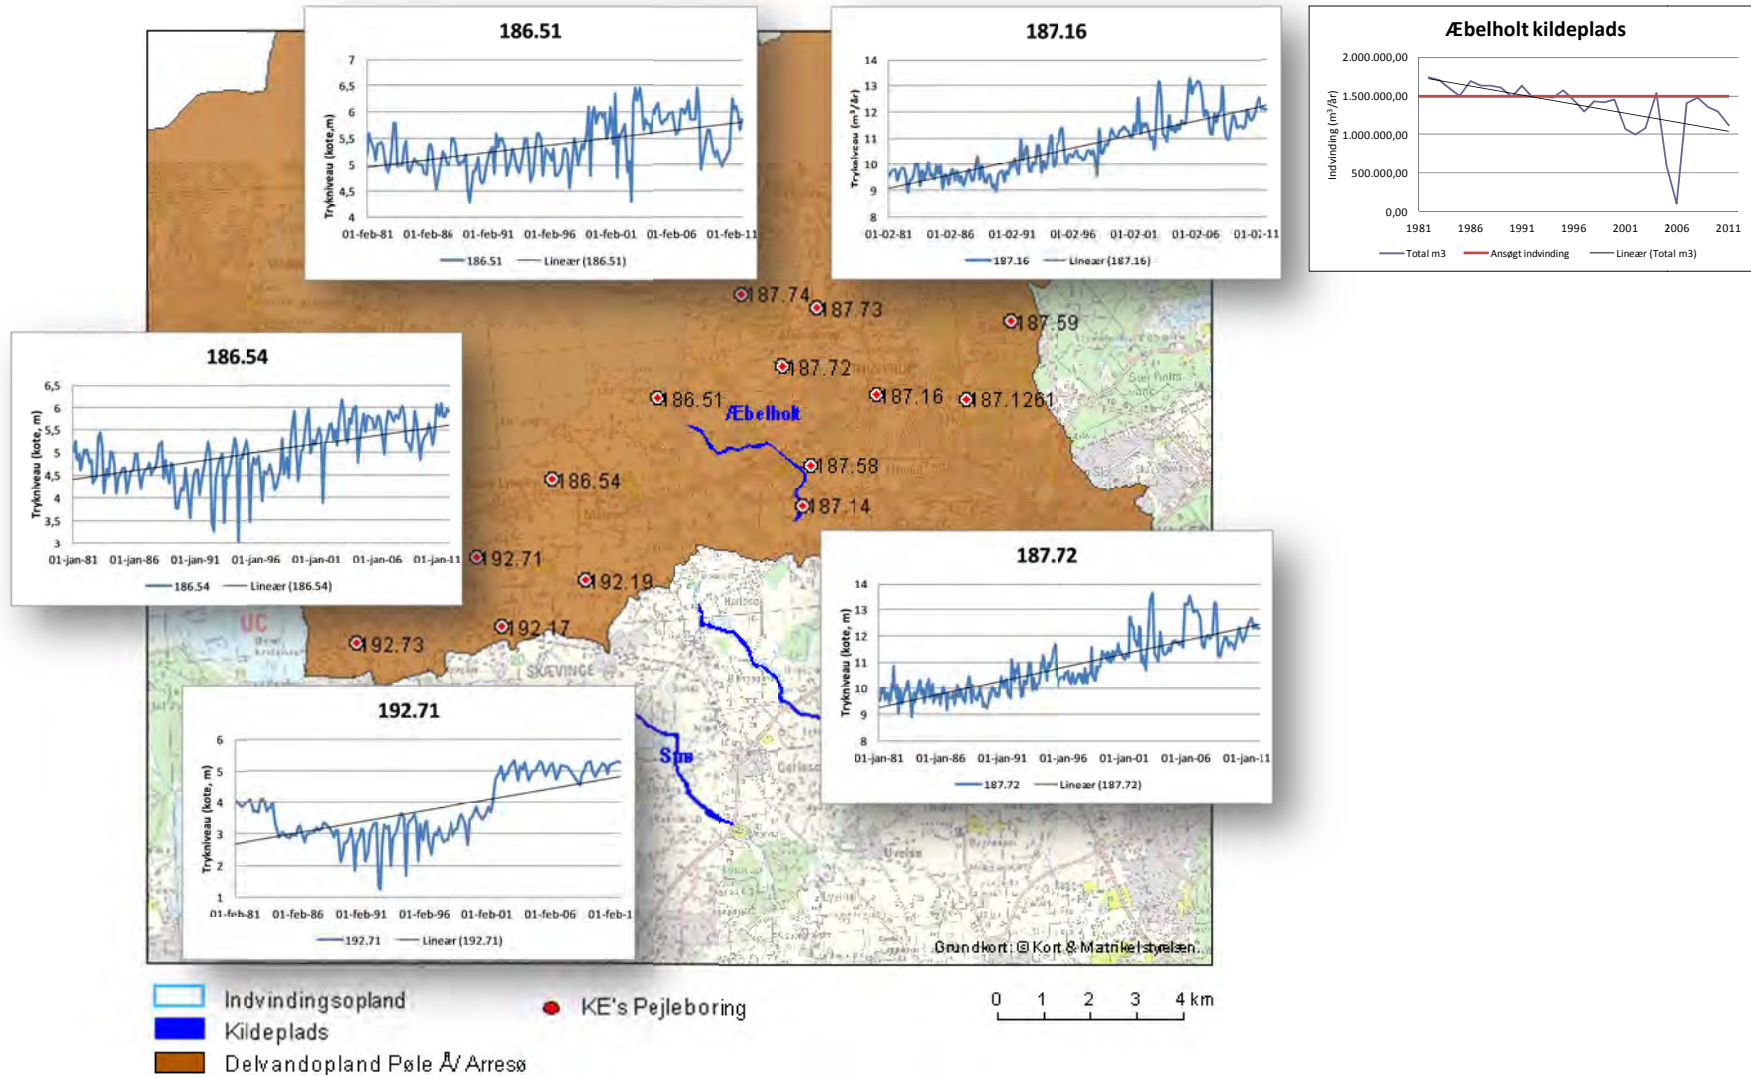 186.51
Trykniveau (kote,m)
7
6,5
6
5,5
5
4,5
4
01-feb-81 01-feb-86 01-feb-91 01-feb-96 01-feb-01 01-feb-06 01-feb-11
186.51 Lineær (186.51)
187.16
Trykniveau (m³/år)
14
13
12
11
10
9
8
01-02-81 01-02-86 01-02-91 01-02-96 01-02-01 01-02-06 01-02-11
187.16 Lineær (187.16)
Æbelholt kildeplads
Indvinding (m³/år)
2.000.000,00
1.500.000,00
1.000.000,00
500.000,00
0,00
1981 1986 1991 1996 2001 2006 2011
Total m3 Ansøgt indvinding Lineær (Total m3)
187.74
187.73
187.59
187.72
186.51
187.16
187.1261
Æbelholt
187.58
186.54
187.14
192.71
192.19
192.17
192.73
186.54
Trykniveau (kote, m)
6,5
6
5,5
5
4,5
4
3,5
3
01-jan-81 01-jan-86 01-jan-91 01-jan-96 01-jan-01 01-jan-06 01-jan-11
186.54 Lineær (186.54)
UC
SKÆVINGE
187.72
Trykniveau (kote, m)
14
13
12
11
10
9
8
01-jan-81 01-jan-86 01-jan-91 01-jan-96 01-jan-01 01-jan-06 01-jan-11
187.72 Lineær (187.72)
192.71
Trykniveau (kote, m)
6
5
4
3
2
1
01-feb-81 01-feb-86 01-feb-91 01-feb-96 01-feb-01 01-feb-06 01-feb-1
192.71 Lineær (192.71)
Uvelse
Grundkort: © Kort & Matrikelstyrelsen.
Indvindingsopland
Kildeplads
Delvandopland Pøle Å/ Arresø
KE's Pejleboring
0 1 2 3 4 km